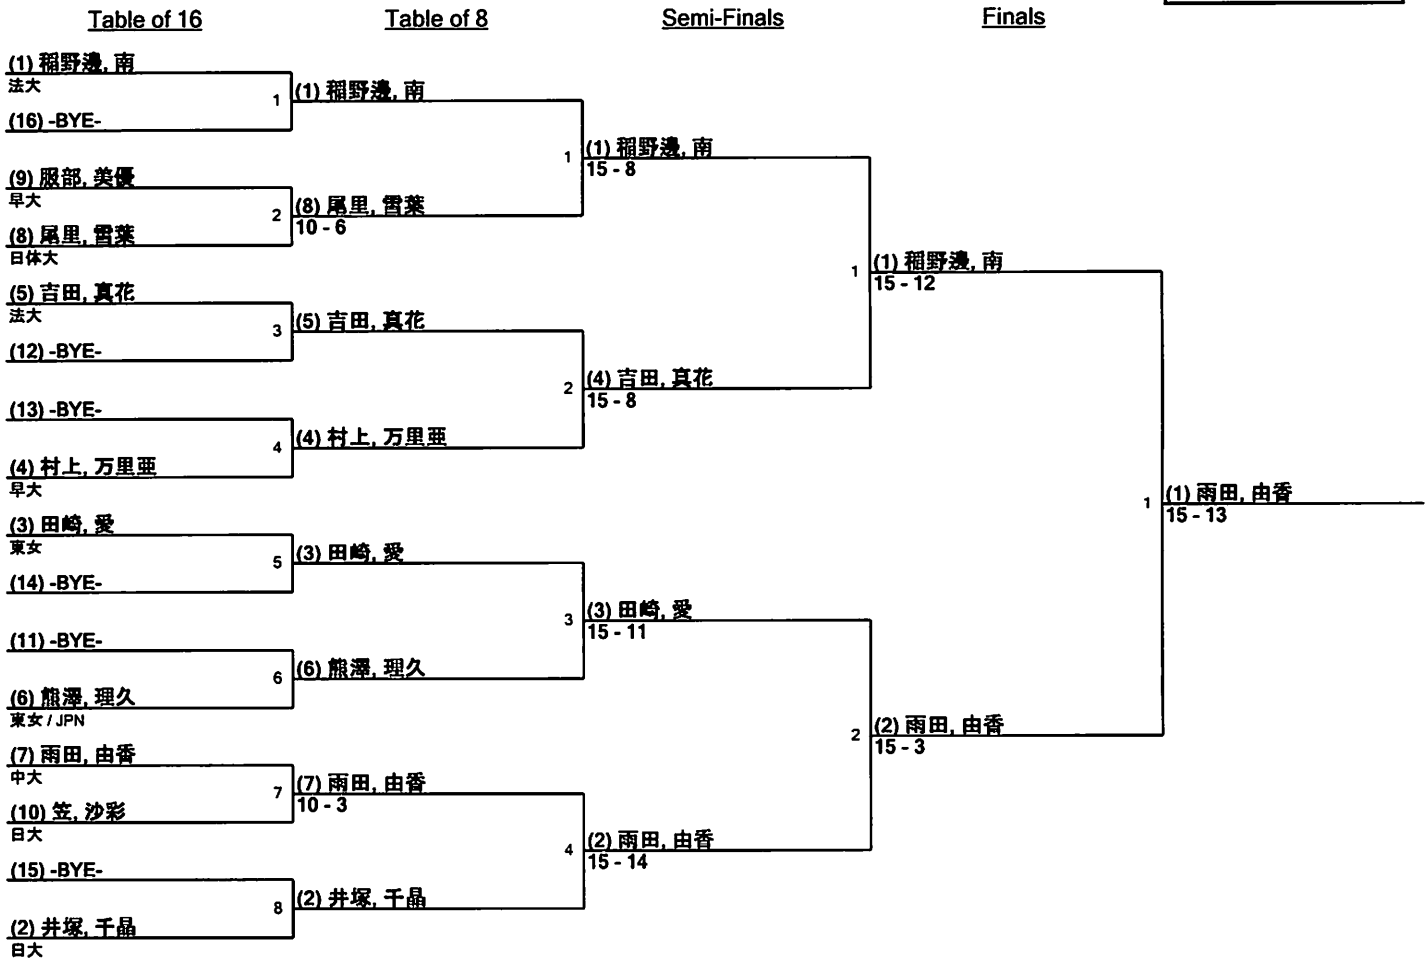 Table of 16
Table of 8
Semi-Finals
Finals
(1) 稲野邊, 南
法大
1
(16) -BYE-
(9) 服部, 美優
早大
2
(8) 尾里, 雪葉
日体大
(5) 吉田, 真花
法大
3
(12) -BYE-
(13) -BYE-
4
(4) 村上, 万里亜
早大
(3) 田崎, 愛
東女
5
(14) -BYE-
(11) -BYE-
6
(6) 熊澤, 理久
東女 / JPN
(7) 雨田, 由香
中大
7
(10) 笠, 沙彩
日大
(15) -BYE-
8
(2) 井塚, 千晶
日大
(1) 稲野邊, 南
1
(8) 尾里, 雪葉
10 - 6
(5) 吉田, 真花
2
(4) 村上, 万里亜
(3) 田崎, 愛
3
(6) 熊澤, 理久
(7) 雨田, 由香
10 - 3
4
(2) 井塚, 千晶
(1) 稲野邊, 南
15 - 8
1
(4) 吉田, 真花
15 - 8
(3) 田崎, 愛
15 - 11
2
(2) 雨田, 由香
15 - 14
(1) 稲野邊, 南
15 - 12
1
(2) 雨田, 由香
15 - 3
(1) 雨田, 由香
15 - 13